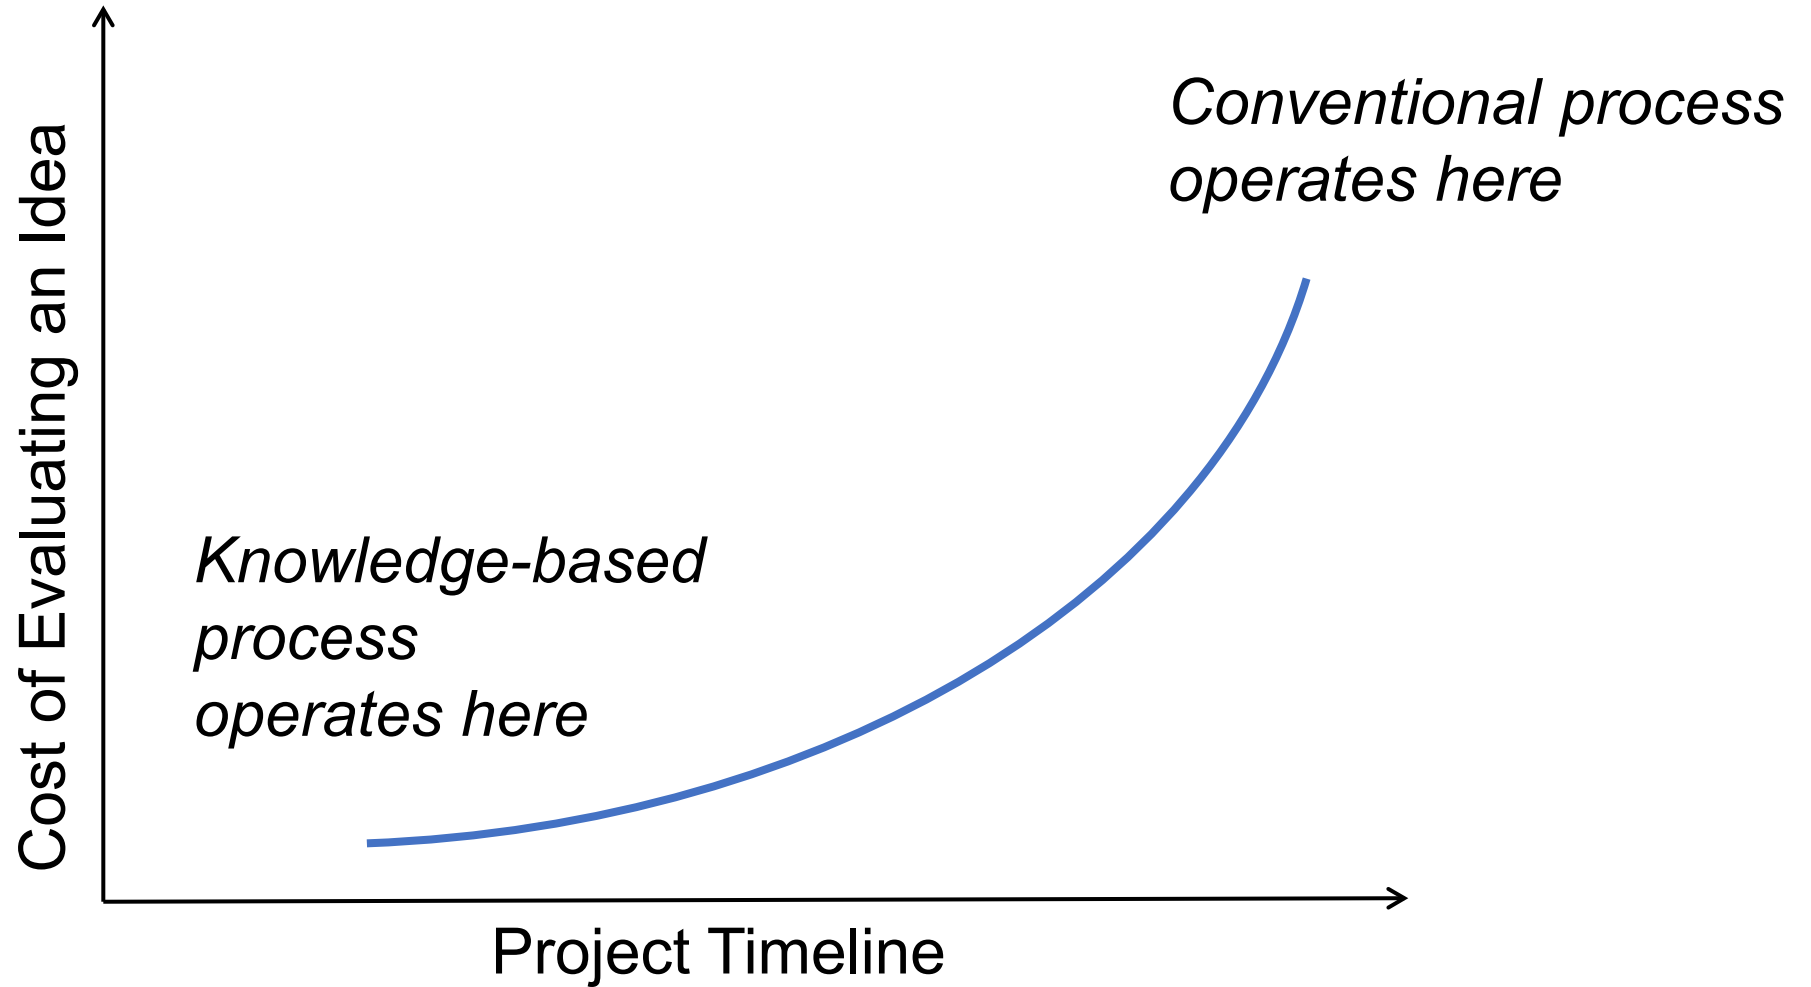 Cost of Evaluating an Idea
Conventional process
operates here
Knowledge-based
process
operates here
Project Timeline